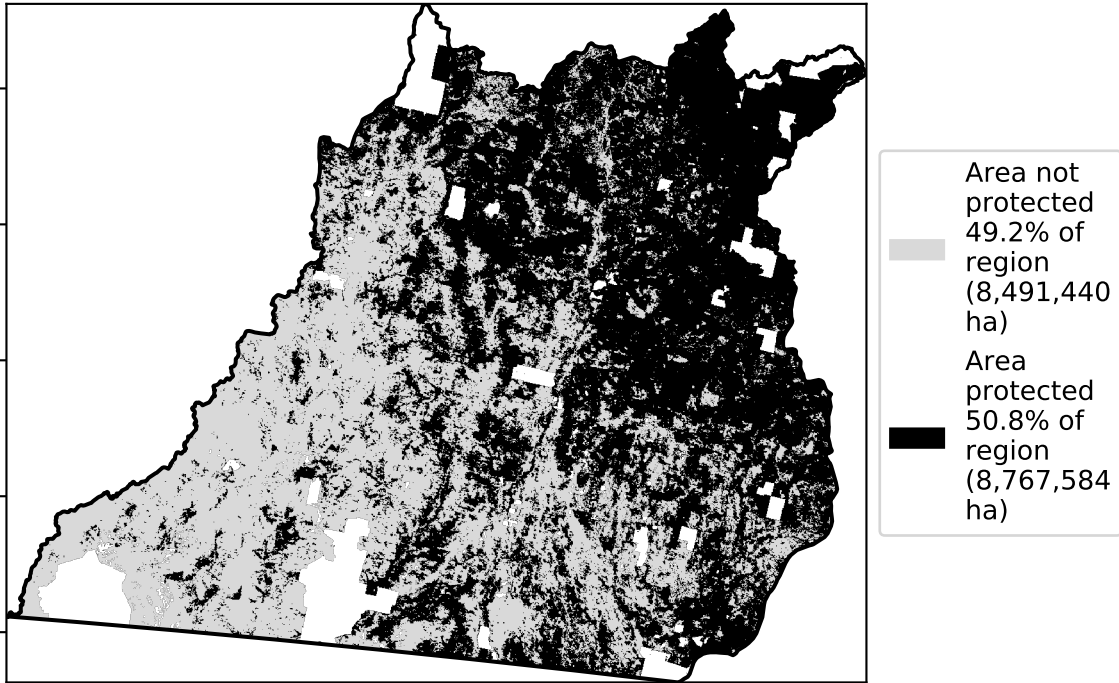 Area not
protected
49.2% of
region
(8,491,440
ha)
Area
protected
50.8% of
region
(8,767,584
ha)